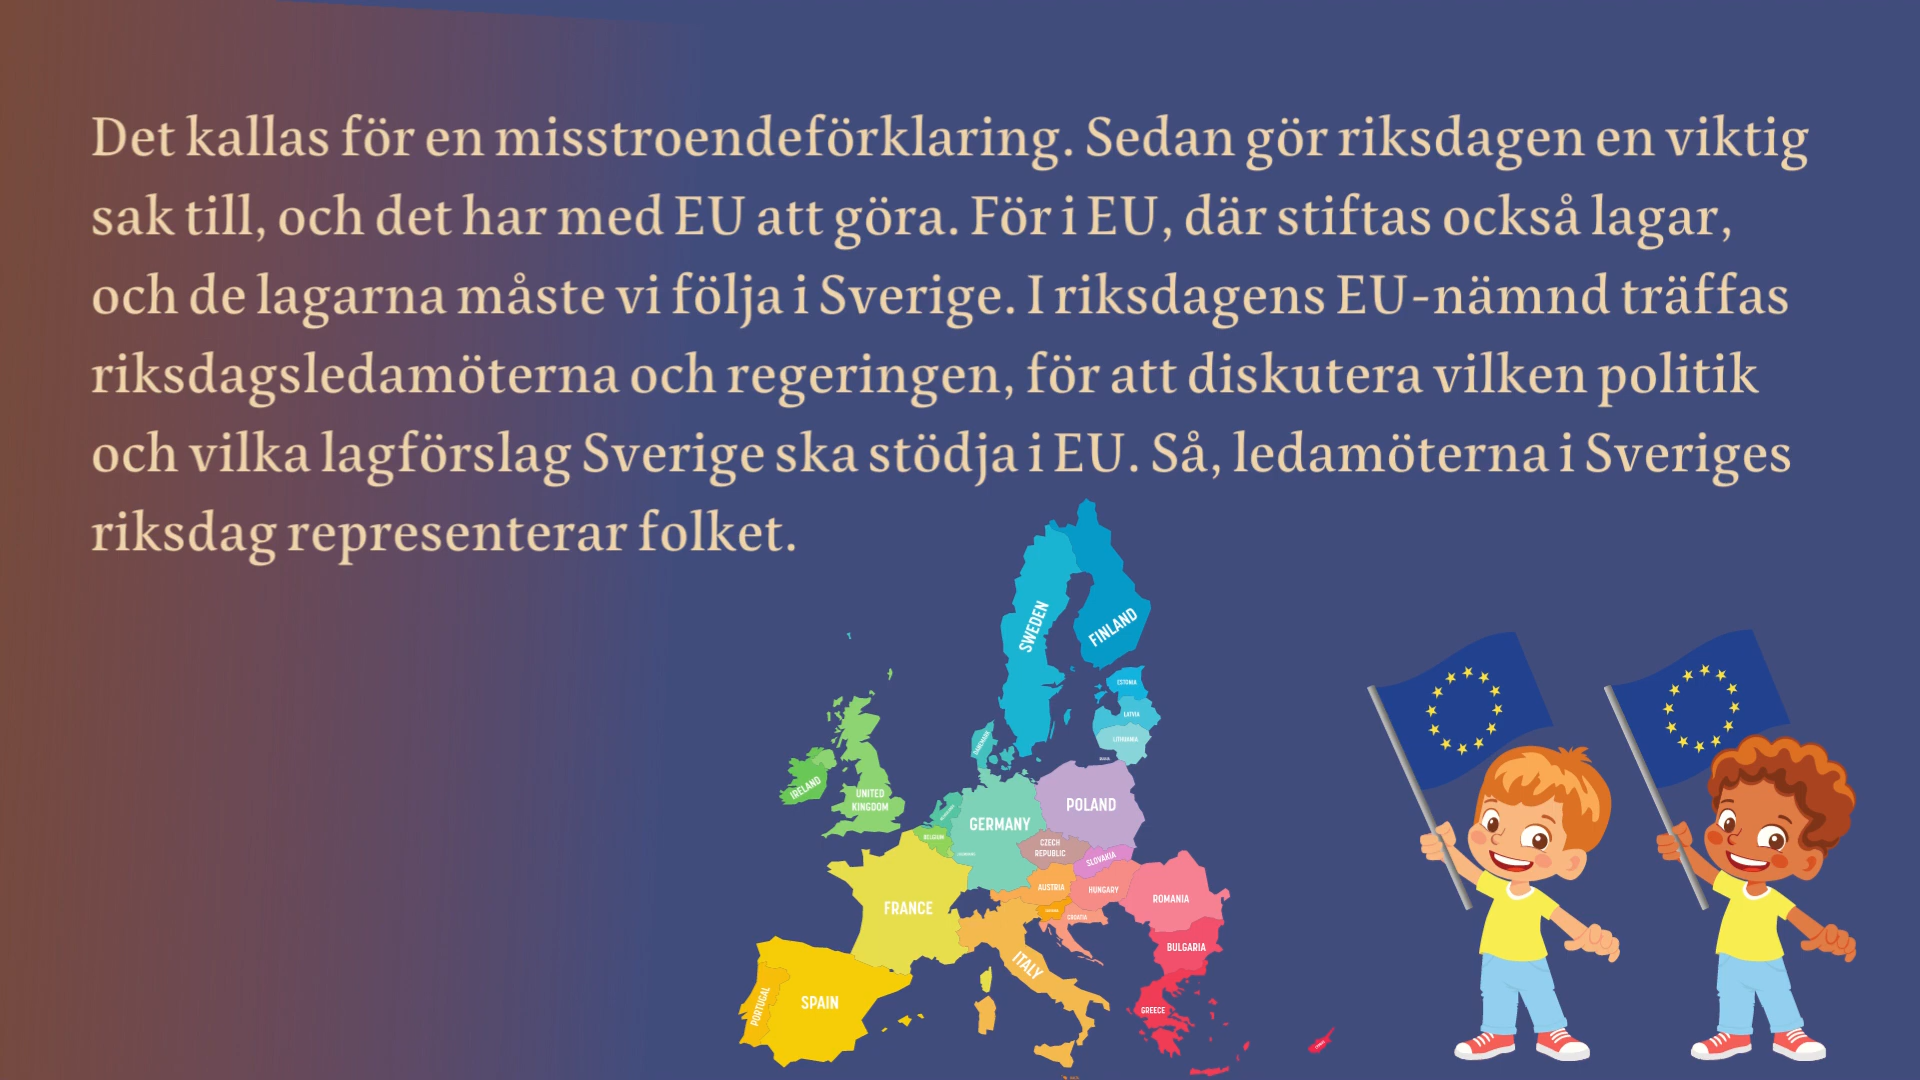 Det kallas för en misstroendeförklaring. Sedan gör riksdagen en viktig
sak till, och det har med EU att göra. För i EU, där stiftas också lagar,
och de lagarna måste vi följa i Sverige. I riksdagens EU-nämnd träffas
riksdagsledamöterna och regeringen, för att diskutera vilken politik
och vilka lagförslag Sverige ska stödja i EU. Så, ledamöterna i Sveriges
riksdag representerar folket.
SWEDEN
FINLAND
ESTONIA
LATVIA
LITHUANIA
DENMARK
IRELAND
UNITED
KINGDOM
BELGIUM
GERMANY
POLAND
CZECH
REPUBLIC
SLOVAKIA
AUSTRIA
HUNGARY
ROMANIA
FRANCE
CROATIA
BULGARIA
ITALY
PORTUGAL
SPAIN
GREECE